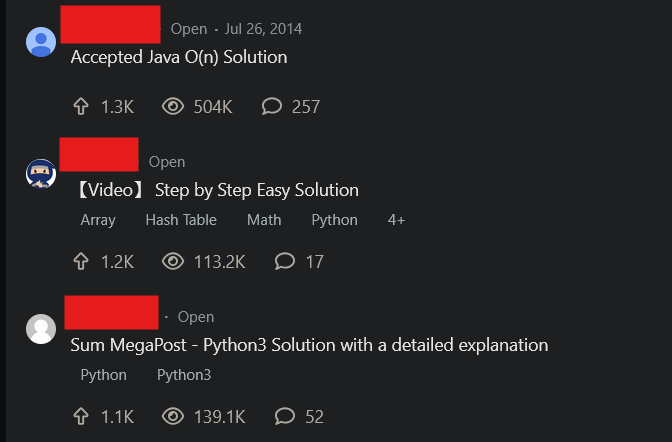 Open · Jul 26, 2014
Accepted Java O(n) Solution
1.3K 504K 257
Open
【Video】 Step by Step Easy Solution
Array Hash Table Math Python 4+
1.2K 113.2K 17
· Open
Sum MegaPost - Python3 Solution with a detailed explanation
Python Python3
1.1K 139.1K 52